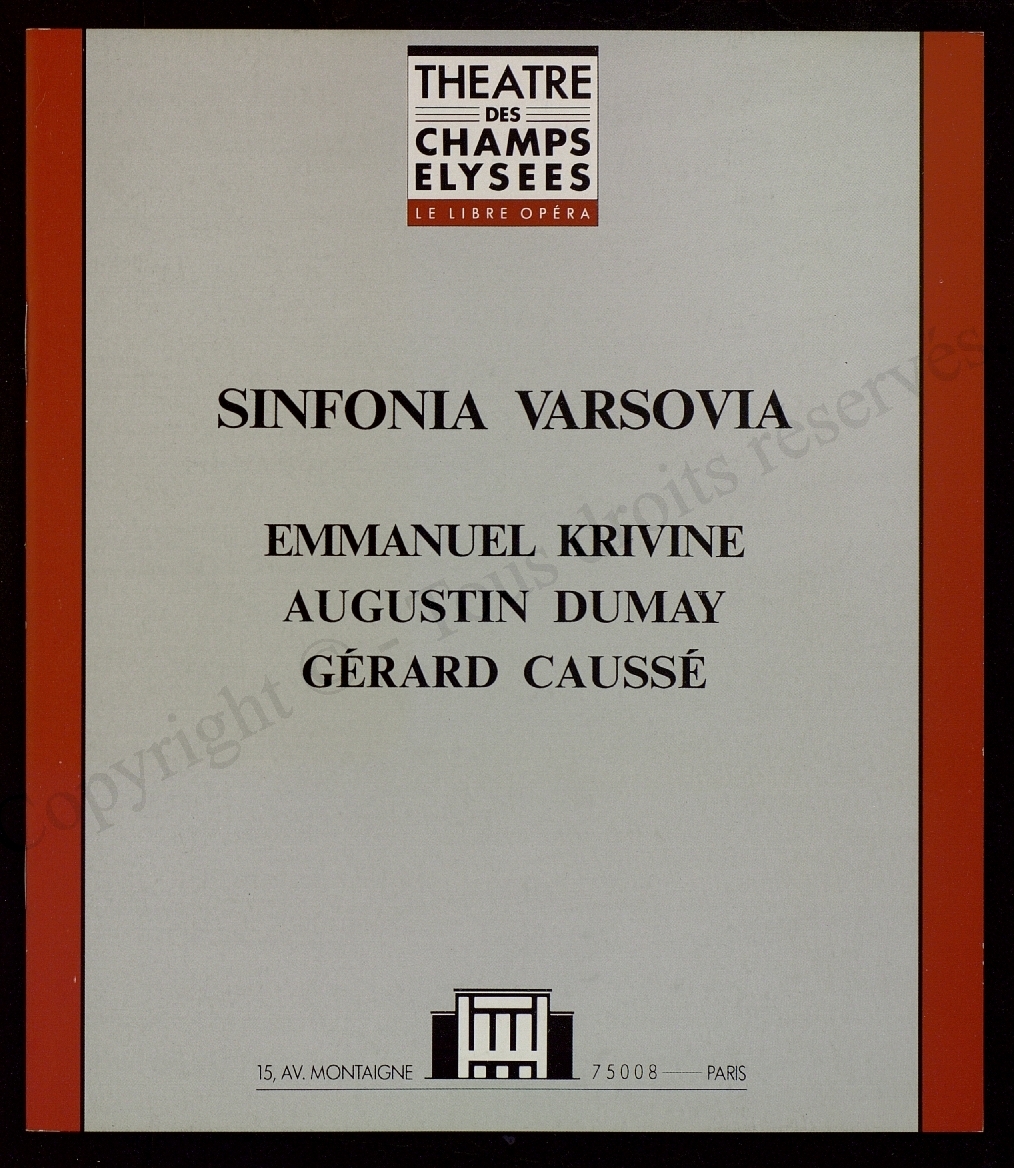 THEATRE
DES
CHAMPS
ELYSEES
LE LIBRE OPÉRA
SINFONIA VARSOVIA
EMMANUEL KRIVINE
AUGUSTIN DUMAY
GÉRARD CAUSSÉ
Copyright © - Tous droits reservés
15, AV. MONTAIGNE 75008 — PARIS